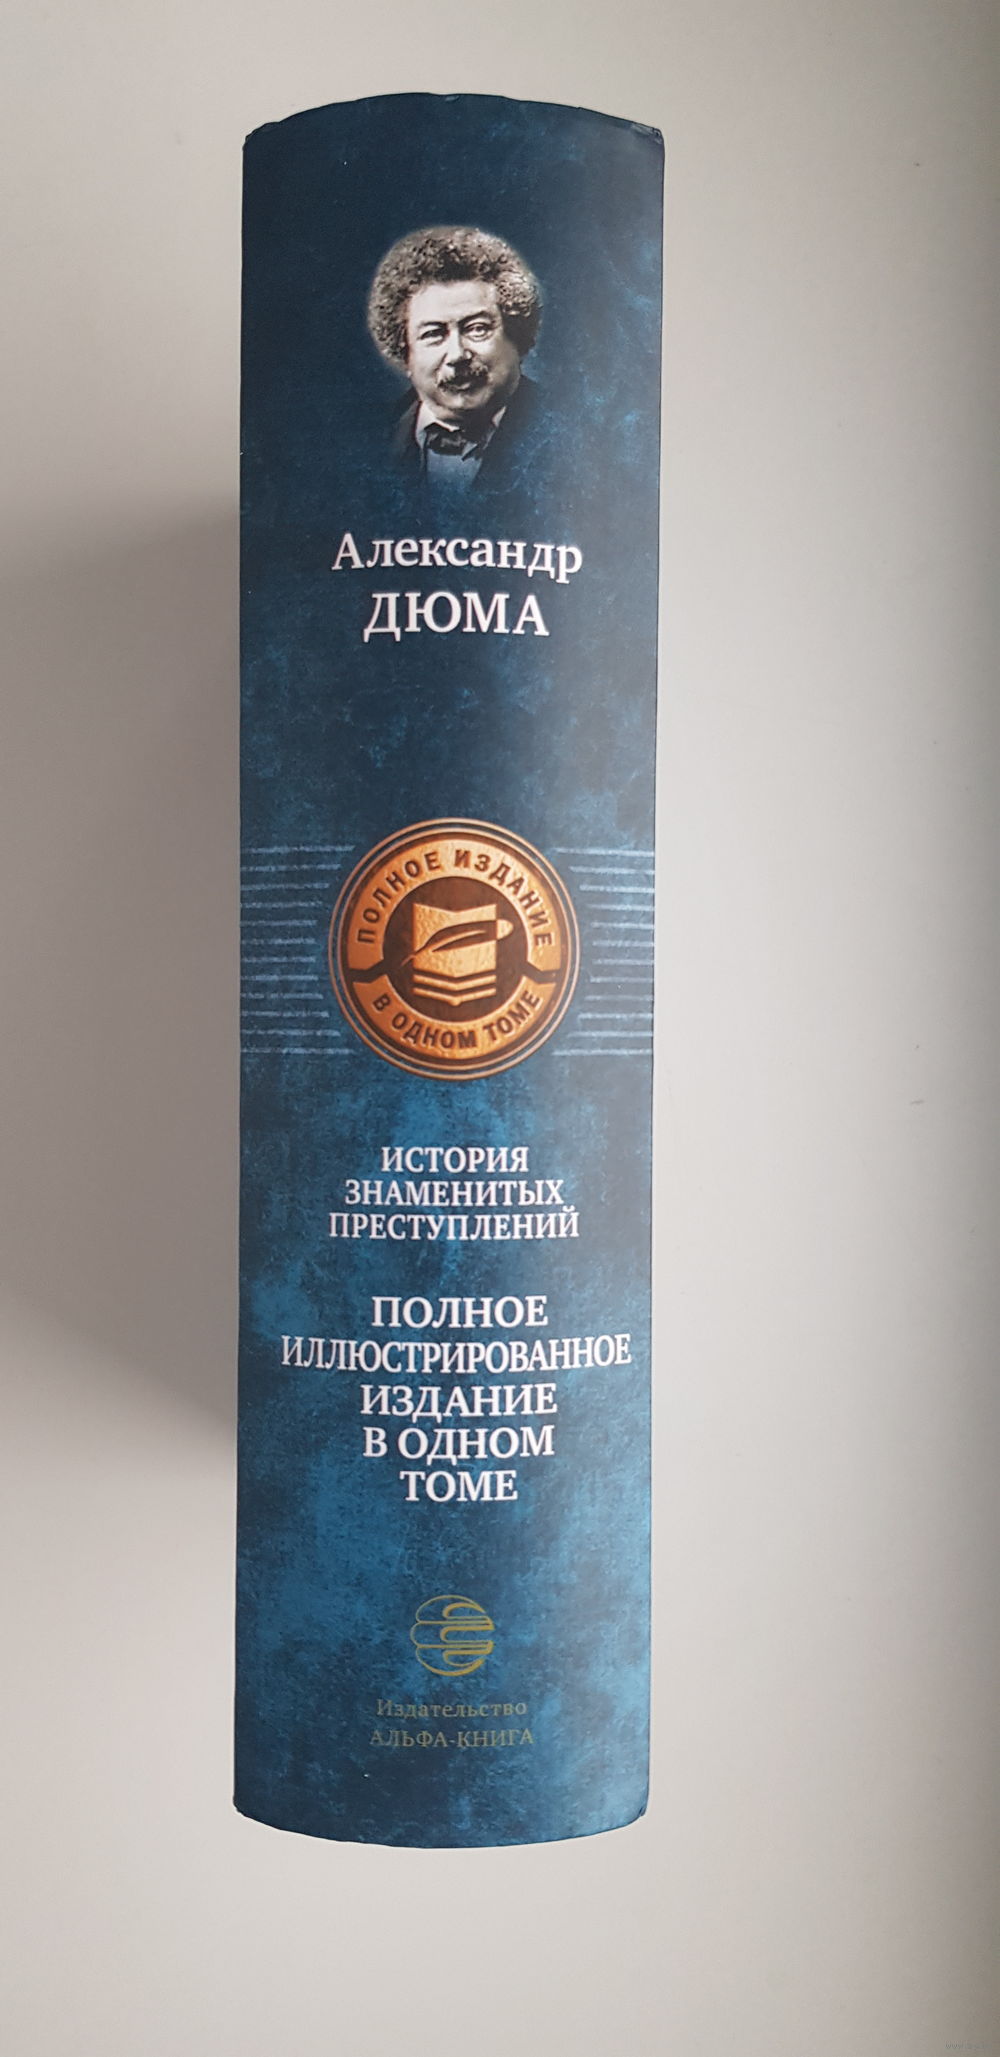 Александр
ДЮМА
ПОЛНОЕ ИЗДАНИЕ
В ОДНОМ ТОМЕ
ИСТОРИЯ
ЗНАМЕНИТЫХ
ПРЕСТУПЛЕНИЙ
ПОЛНОЕ
ИЛЛЮСТРИРОВАННОЕ
ИЗДАНИЕ
В ОДНОМ
ТОМЕ
Издательство
АЛЬФА-КНИГА